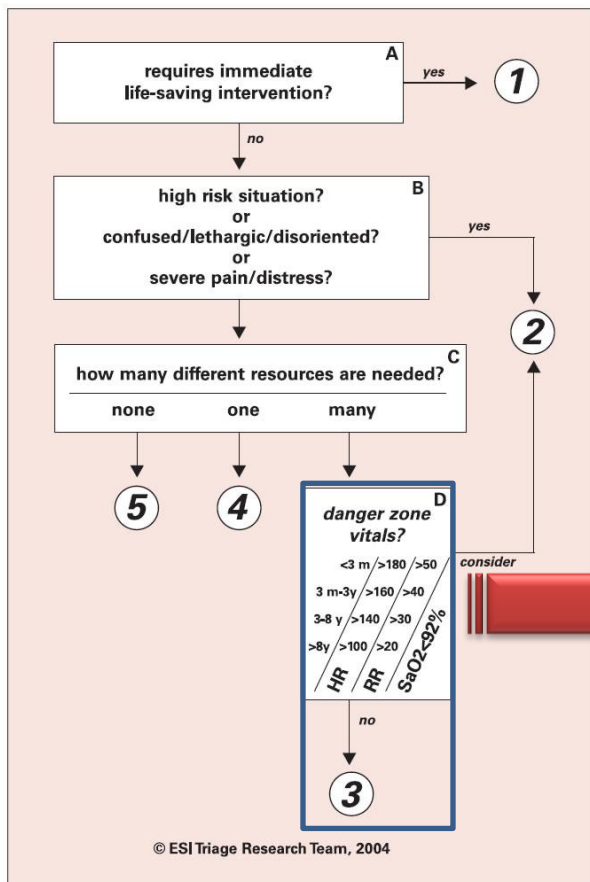 A
requires immediate
life-saving intervention?
yes
1
no
B
high risk situation?
or
confused/lethargic/disoriented?
or
severe pain/distress?
yes
2
C
how many different resources are needed?
none one many
5 4
D
danger zone
vitals?
consider
<3 m >180 >50
3 m-3y >160 >40
3-8 y >140 >30
>8y >100 >20
HR RR SaO2<92%
no
3
© ESI Triage Research Team, 2004